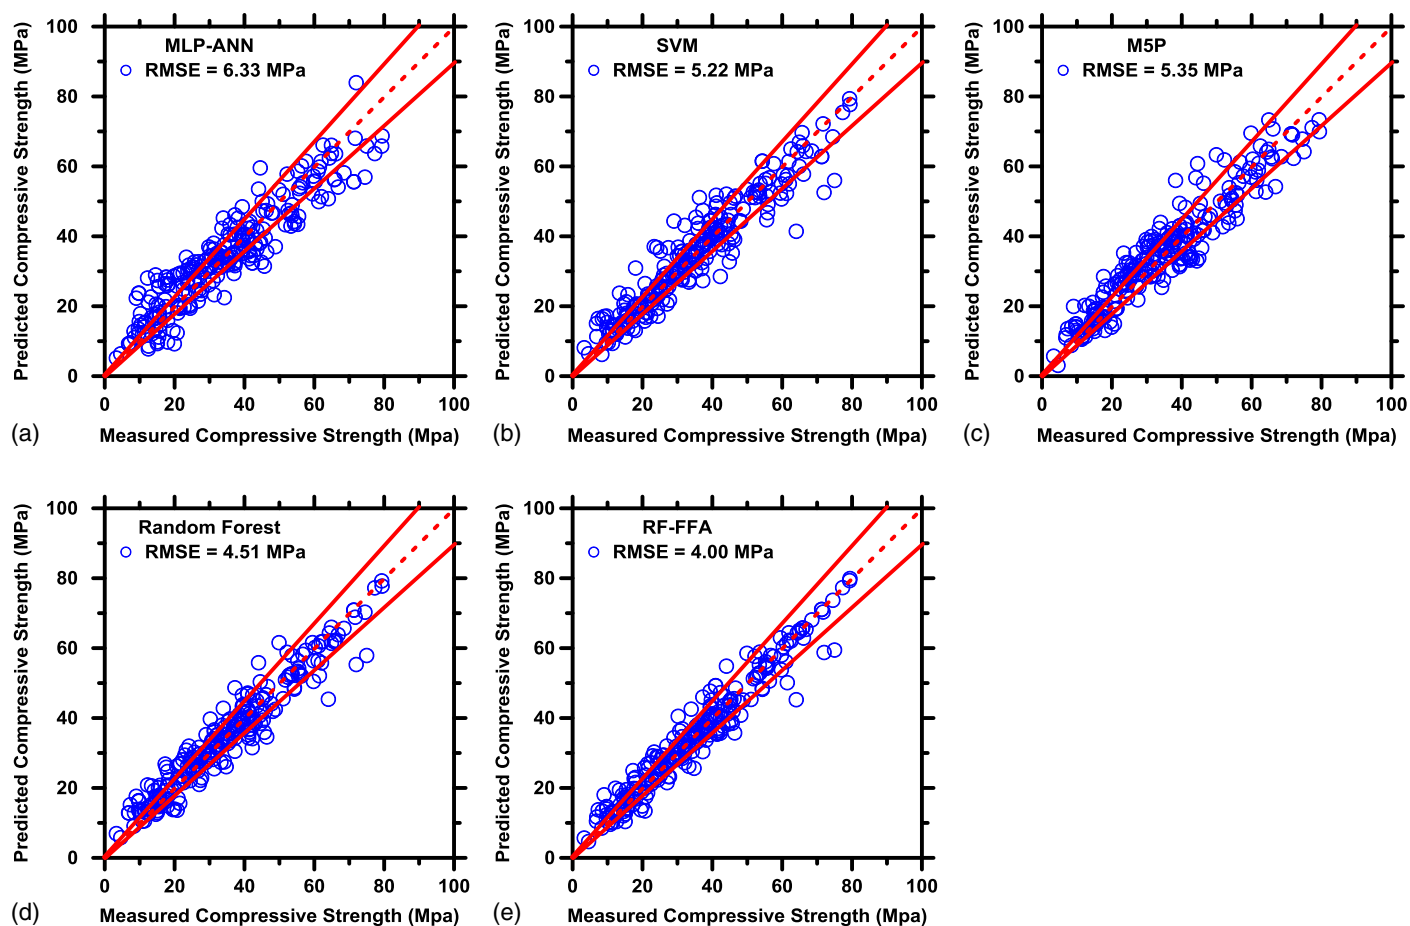 MLP-ANN
RMSE = 6.33 MPa
Predicted Compressive Strength (MPa)
100
80
60
40
20
0
0 20 40 60 80 100
(a) Measured Compressive Strength (Mpa)
SVM
RMSE = 5.22 MPa
Predicted Compressive Strength (MPa)
100
80
60
40
20
0
0 20 40 60 80 100
(b) Measured Compressive Strength (Mpa)
M5P
RMSE = 5.35 MPa
Predicted Compressive Strength (MPa)
100
80
60
40
20
0
0 20 40 60 80 100
(c) Measured Compressive Strength (Mpa)
Random Forest
RMSE = 4.51 MPa
Predicted Compressive Strength (MPa)
100
80
60
40
20
0
0 20 40 60 80 100
(d) Measured Compressive Strength (Mpa)
RF-FFA
RMSE = 4.00 MPa
Predicted Compressive Strength (MPa)
100
80
60
40
20
0
0 20 40 60 80 100
(e) Measured Compressive Strength (Mpa)